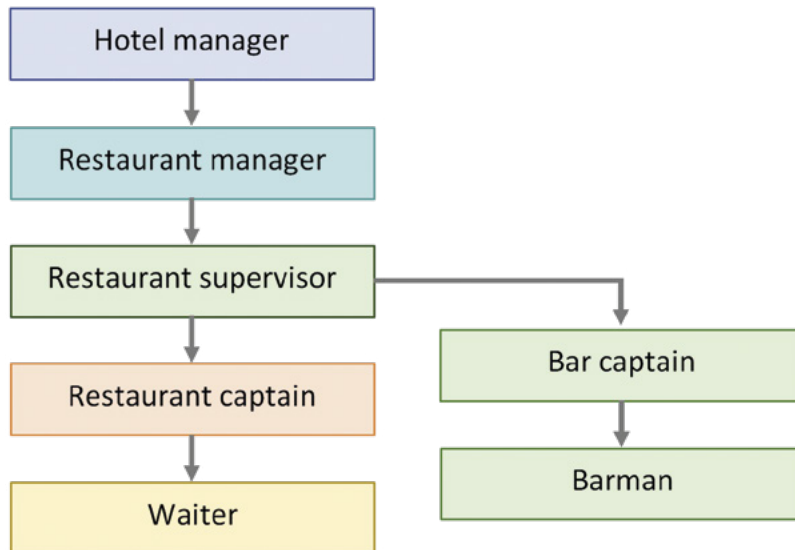 Hotel manager
Restaurant manager
Restaurant supervisor
Restaurant captain
Waiter
Bar captain
Barman